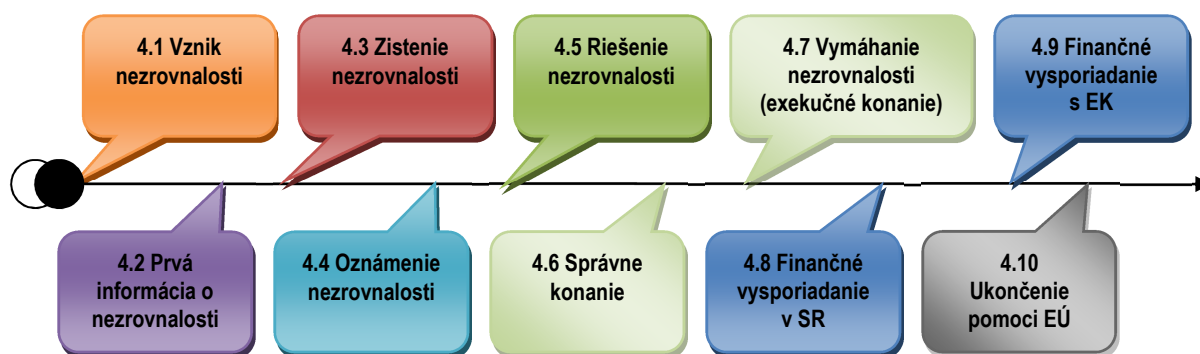 4.1 Vznik
nezrovnalosti
4.2 Prvá
informácia o
nezrovnalosti
4.3 Zistenie
nezrovnalosti
4.4 Oznámenie
nezrovnalosti
4.5 Riešenie
nezrovnalosti
4.6 Správne
konanie
4.7 Vymáhanie
nezrovnalosti
(exekučné konanie)
4.8 Finančné
vysporiadanie
v SR
4.9 Finančné
vysporiadanie
s EK
4.10
Ukončenie
pomoci EÚ